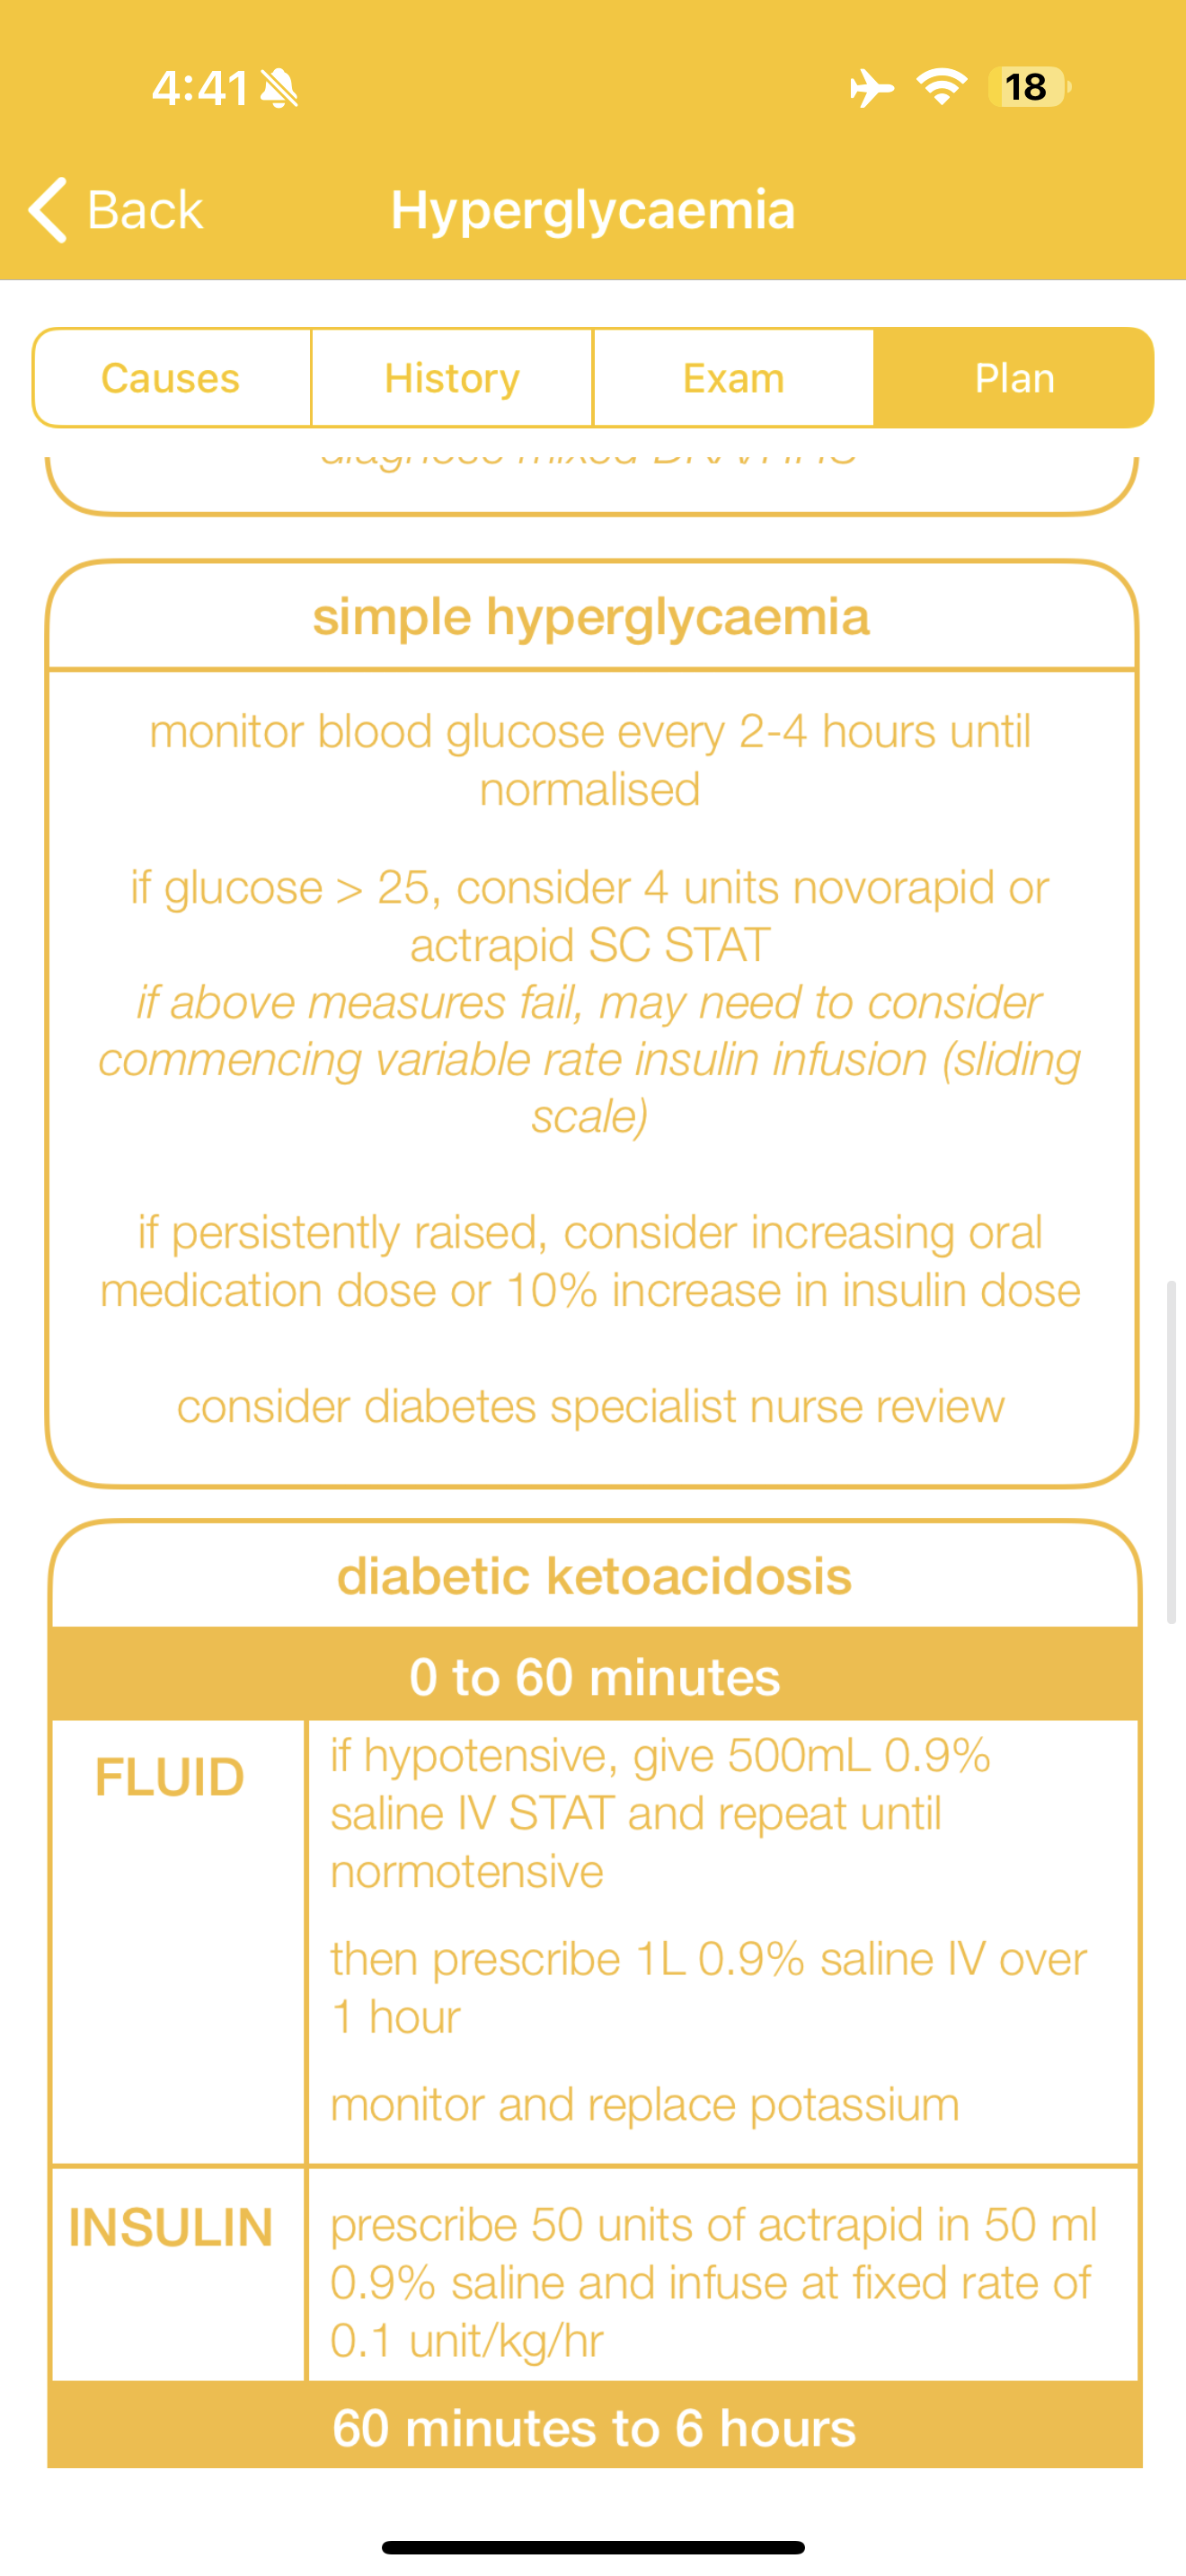 4:41
18
Back
Hyperglycaemia
Causes
History
Exam
Plan
diagnose mixed DKA / HHS
simple hyperglycaemia
monitor blood glucose every 2-4 hours until
normalised
if glucose > 25, consider 4 units novorapid or
actrapid SC STAT
if above measures fail, may need to consider
commencing variable rate insulin infusion (sliding
scale)
if persistently raised, consider increasing oral
medication dose or 10% increase in insulin dose
consider diabetes specialist nurse review
diabetic ketoacidosis
0 to 60 minutes
FLUID
if hypotensive, give 500mL 0.9%
saline IV STAT and repeat until
normotensive
then prescribe 1L 0.9% saline IV over
1 hour
monitor and replace potassium
INSULIN
prescribe 50 units of actrapid in 50 ml
0.9% saline and infuse at fixed rate of
0.1 unit/kg/hr
60 minutes to 6 hours